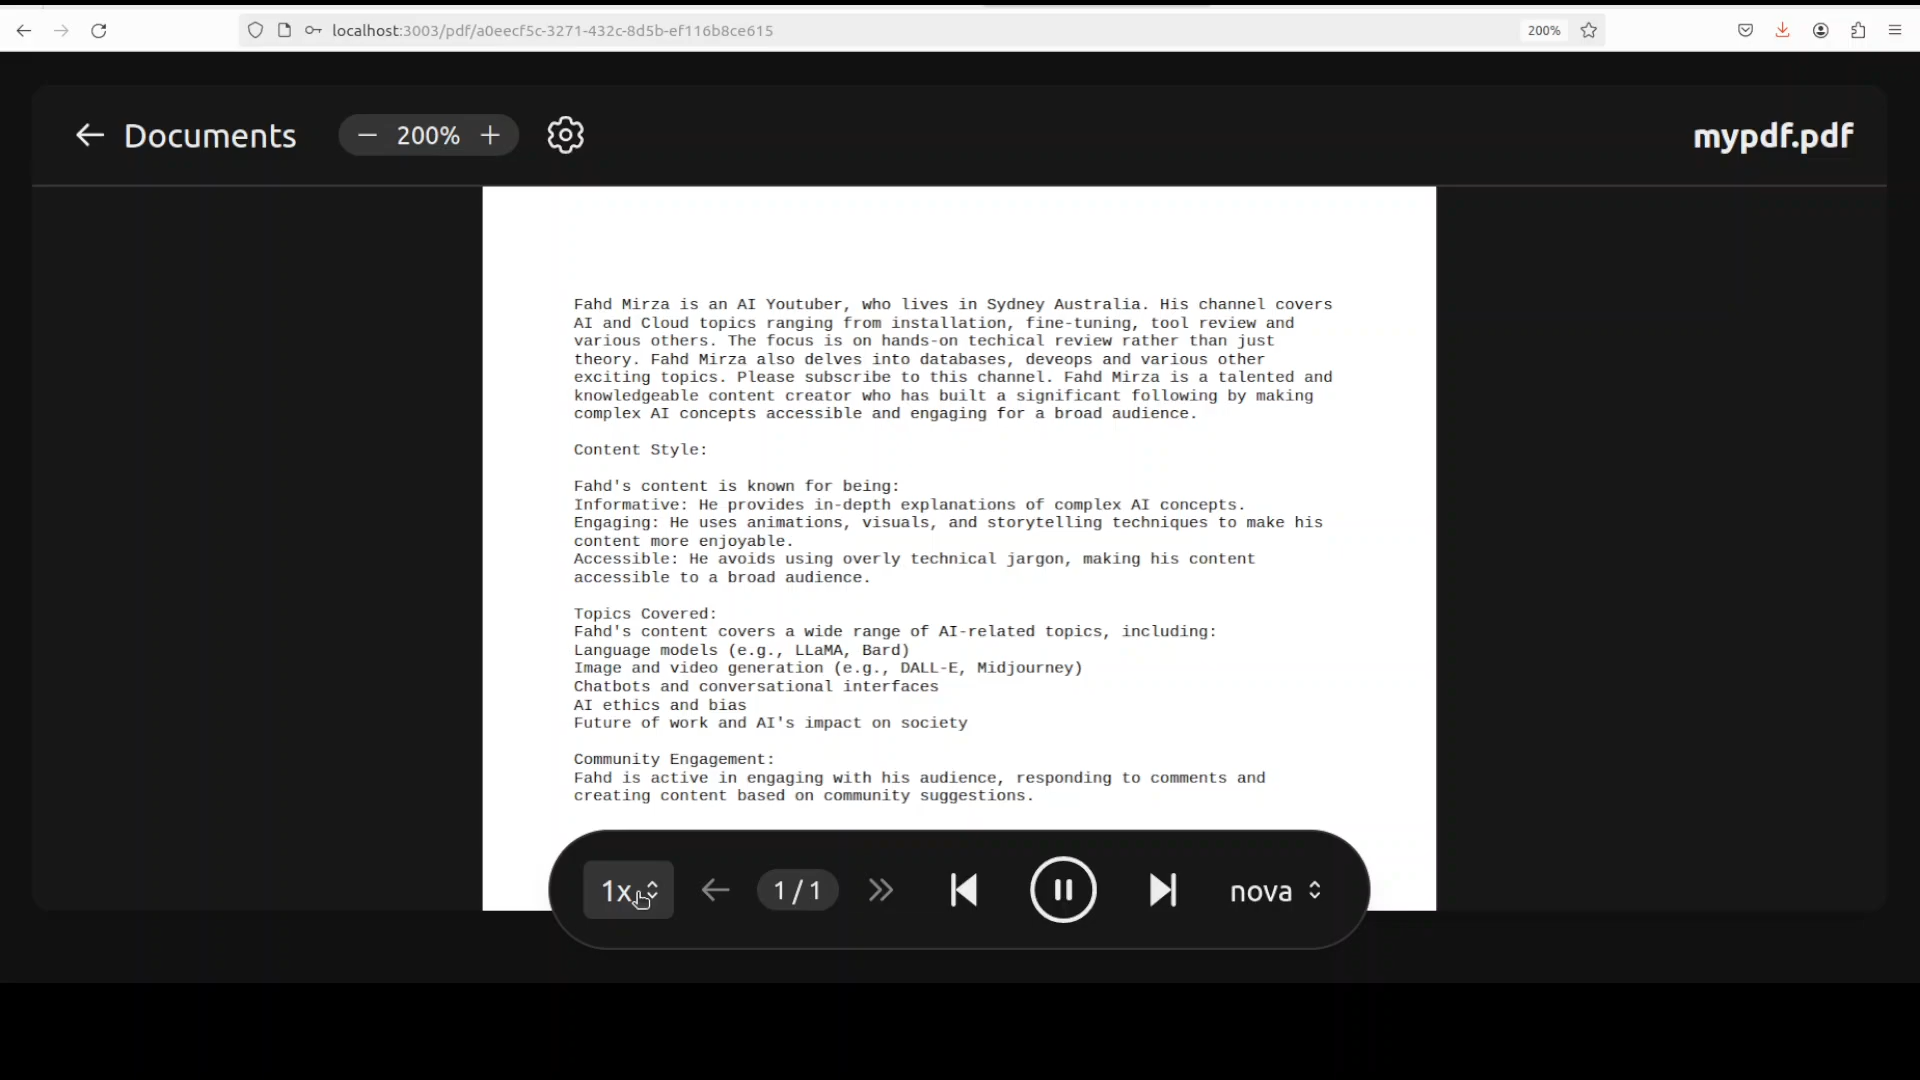 localhost:3003/pdf/a0eecf5c-3271-432c-8d5b-ef116b8ce615
200%
Documents
200%
mypdf.pdf
Fahd Mirza is an AI Youtuber, who lives in Sydney Australia. His channel covers
AI and Cloud topics ranging from installation, fine-tuning, tool review and
various others. The focus is on hands-on techical review rather than just
theory. Fahd Mirza also delves into databases, deveops and various other
exciting topics. Please subscribe to this channel. Fahd Mirza is a talented and
knowledgeable content creator who has built a significant following by making
complex AI concepts accessible and engaging for a broad audience.
Content Style:
Fahd's content is known for being:
Informative: He provides in-depth explanations of complex AI concepts.
Engaging: He uses animations, visuals, and storytelling techniques to make his
content more enjoyable.
Accessible: He avoids using overly technical jargon, making his content
accessible to a broad audience.
Topics Covered:
Fahd's content covers a wide range of AI-related topics, including:
Language models (e.g., LLaMA, Bard)
Image and video generation (e.g., DALL-E, Midjourney)
Chatbots and conversational interfaces
AI ethics and bias
Future of work and AI's impact on society
Community Engagement:
Fahd is active in engaging with his audience, responding to comments and
creating content based on community suggestions.
1x
1 / 1
nova